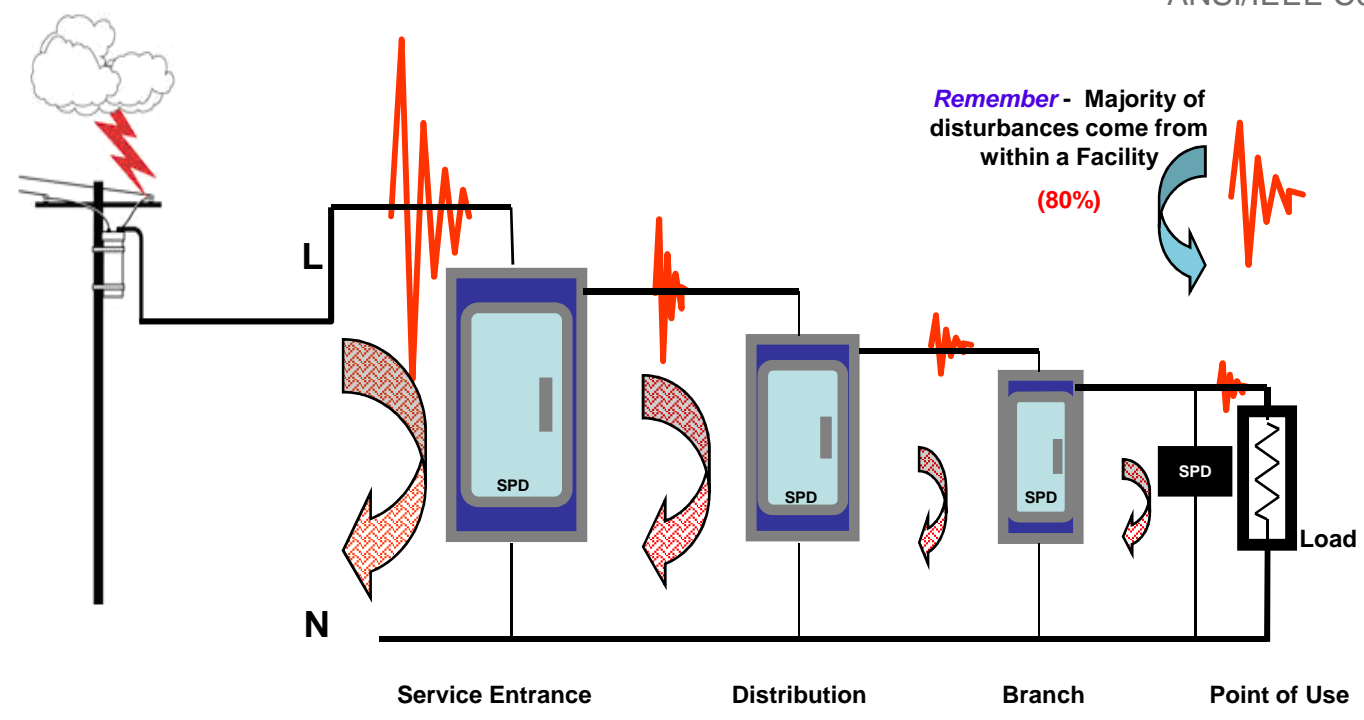 Remember - Majority of
disturbances come from
within a Facility
(80%)
L
SPD
SPD
SPD
SPD
Load
N
Service Entrance
Distribution
Branch
Point of Use